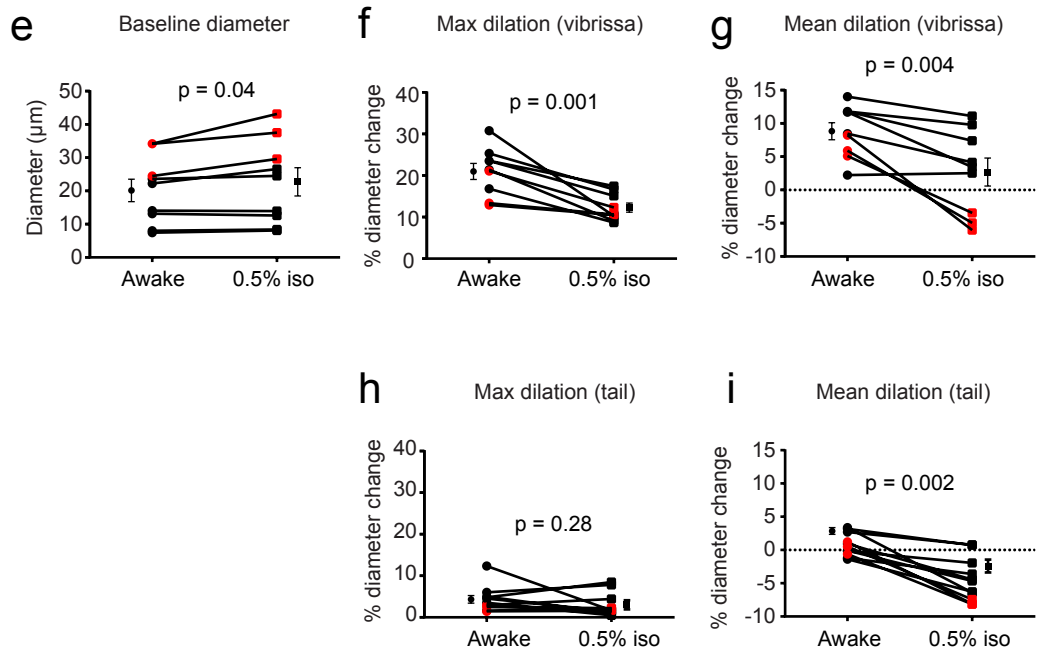 e
Baseline diameter
p = 0.04
Diameter (µm)
50
40
30
20
10
0
Awake
0.5% iso
f
Max dilation (vibrissa)
p = 0.001
% diameter change
40
30
20
10
0
Awake
0.5% iso
g
Mean dilation (vibrissa)
p = 0.004
% diameter change
15
10
5
0
-5
-10
Awake
0.5% iso
h
Max dilation (tail)
p = 0.28
% diameter change
40
30
20
10
0
Awake
0.5% iso
i
Mean dilation (tail)
p = 0.002
% diameter change
15
10
5
0
-5
-10
Awake
0.5% iso